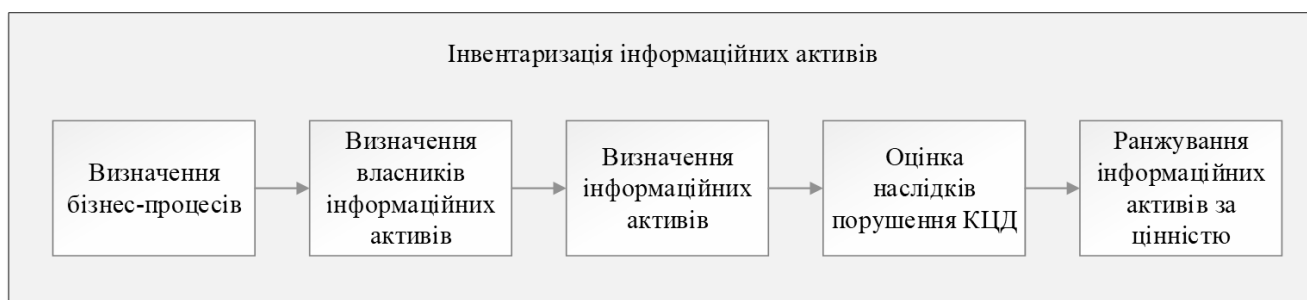 Інвентаризація інформаційних активів
Визначення
бізнес-процесів
Визначення
власників
інформаційних
активів
Визначення
інформаційних
активів
Оцінка
наслідків
порушення КЦД
Ранжування
інформаційних
активів за
цінністю